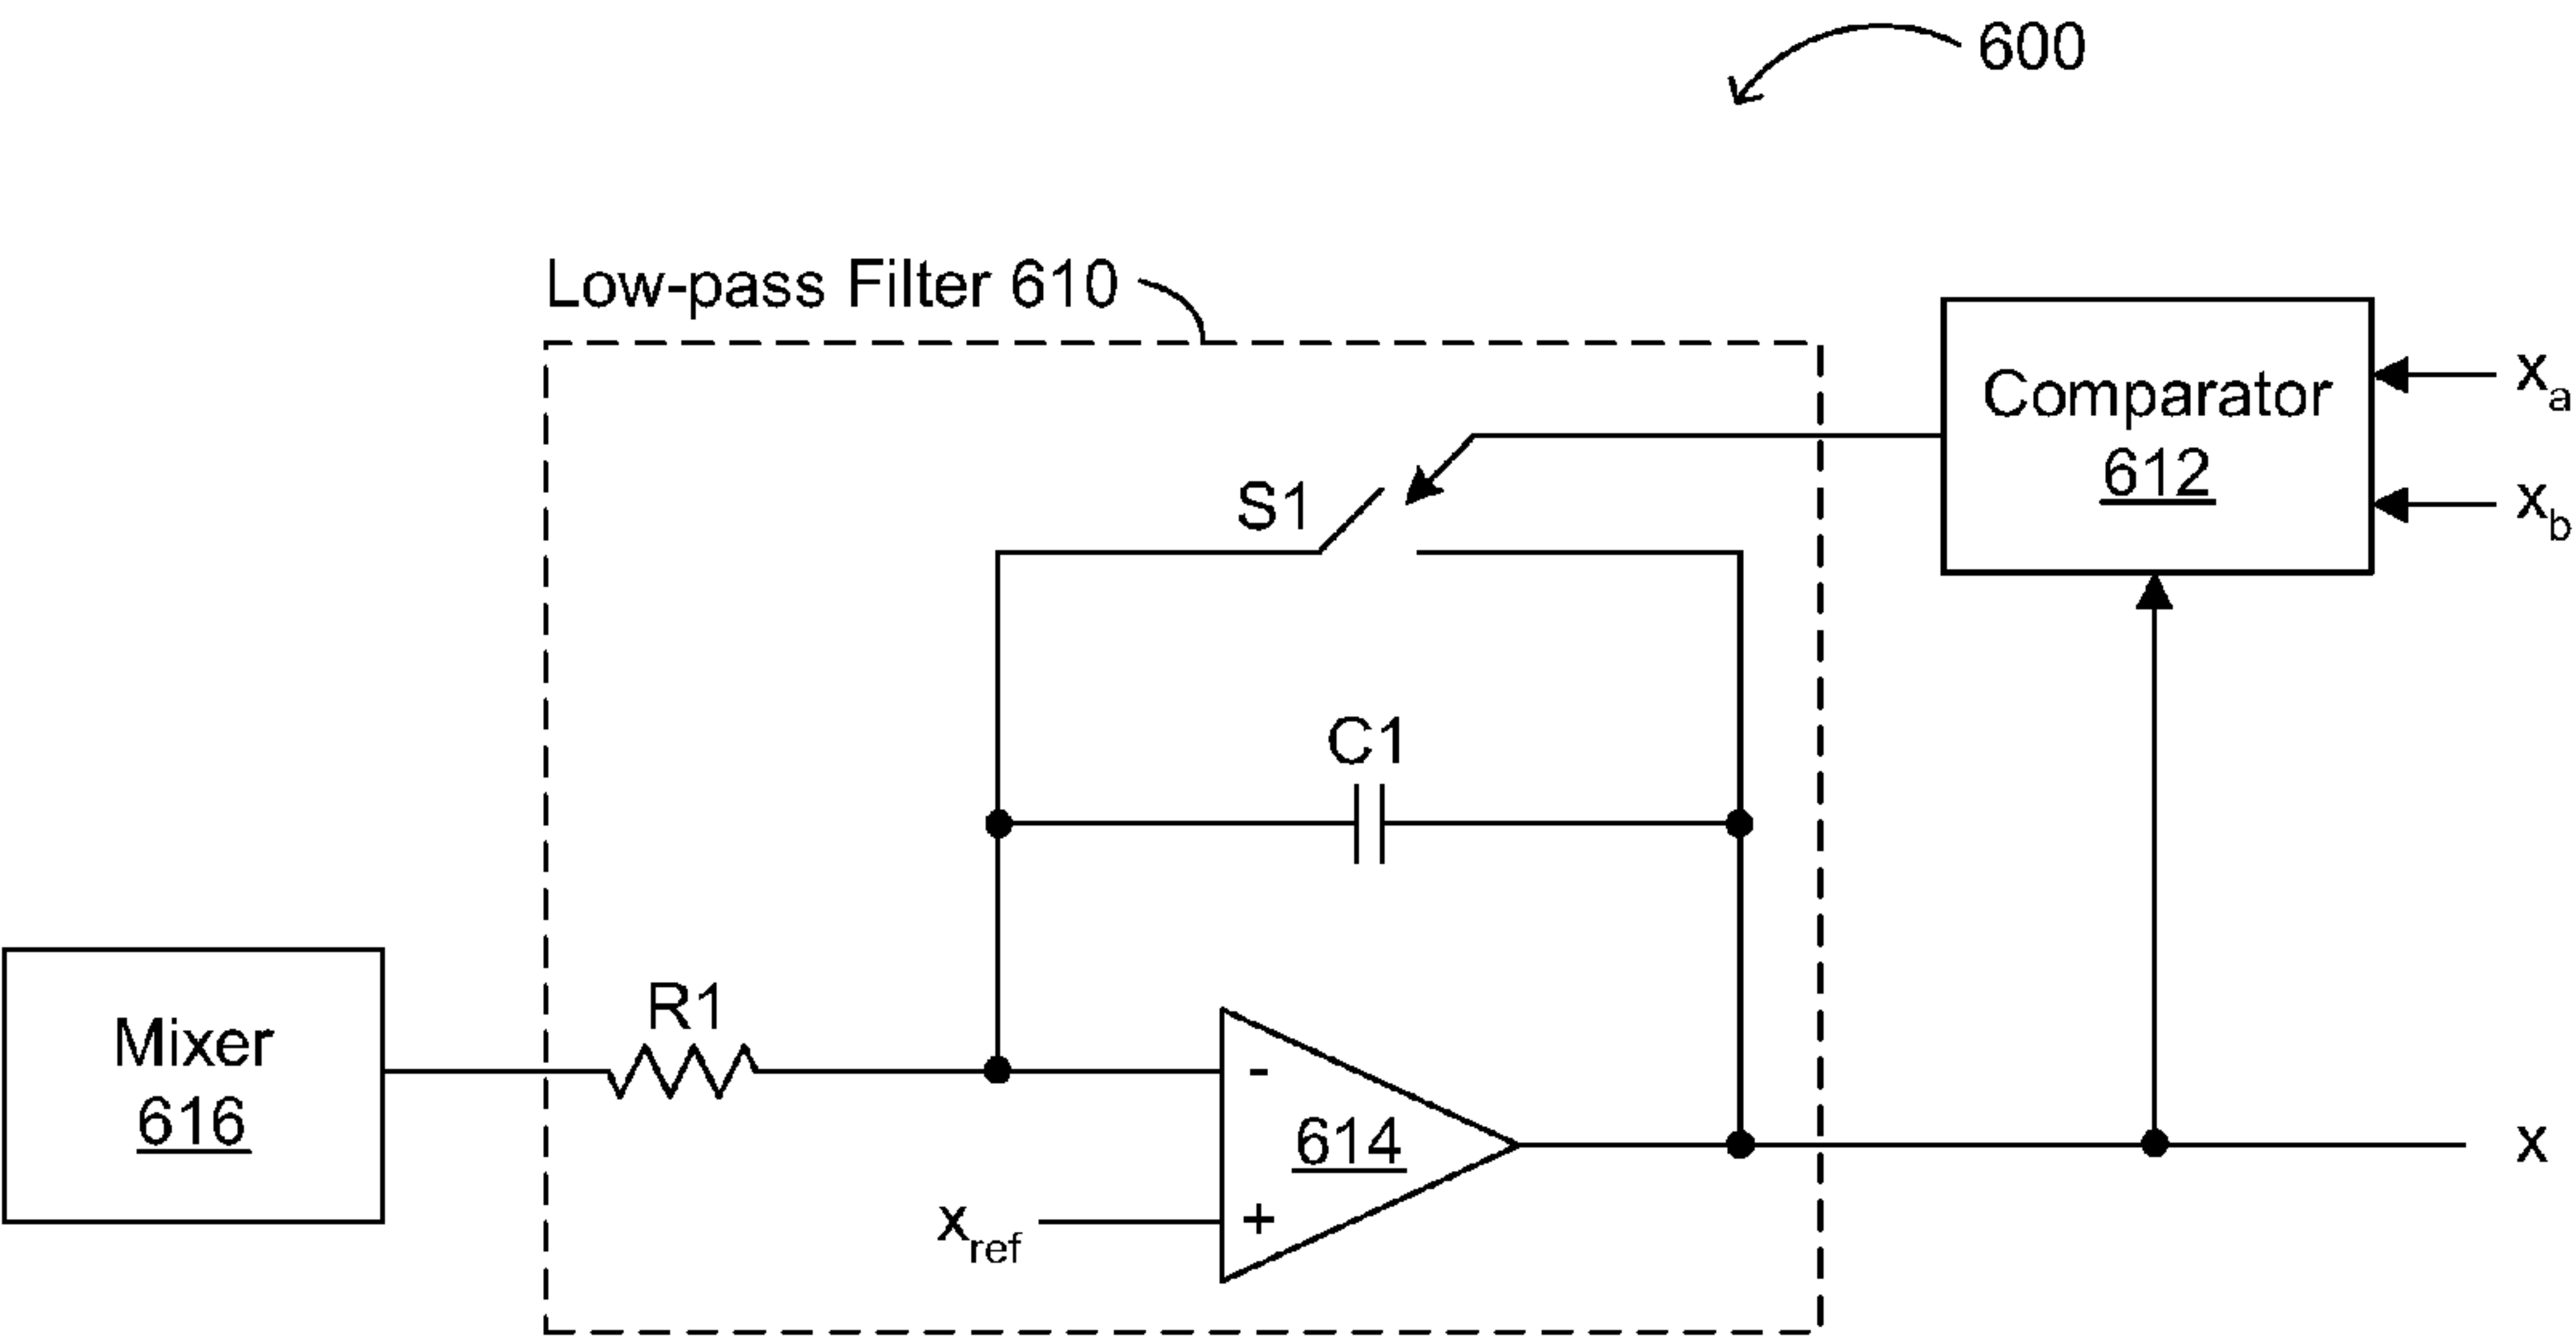 600
Low-pass Filter 610
Comparator
612
xa
xb
S1
C1
Mixer
616
R1
-
614
+
xref
x